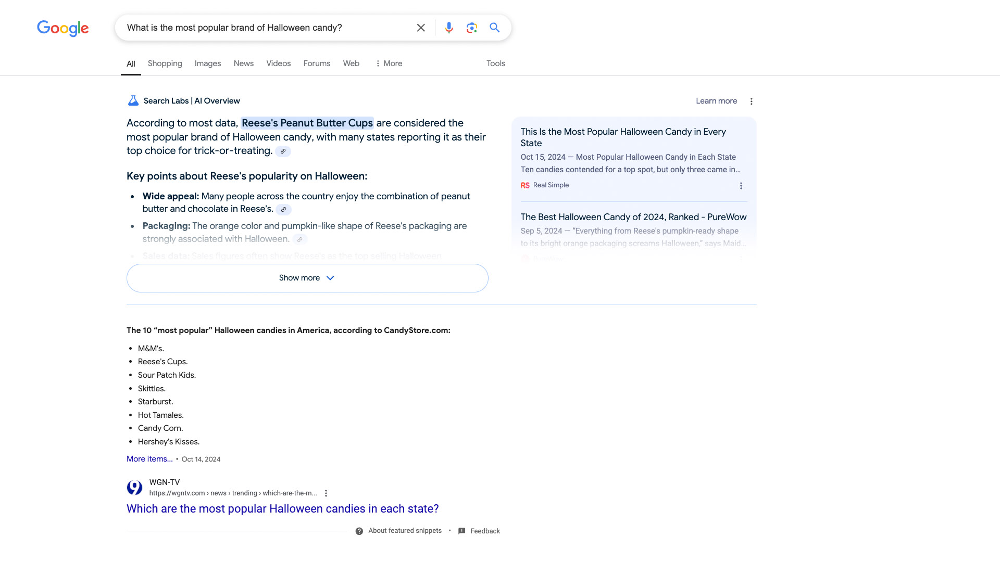 Google
What is the most popular brand of Halloween candy?
All Shopping Images News Videos Forums Web More Tools
Search Labs | AI Overview
Learn more
According to most data, Reese's Peanut Butter Cups are considered the
most popular brand of Halloween candy, with many states reporting it as their
top choice for trick-or-treating.
Key points about Reese's popularity on Halloween:
• Wide appeal: Many people across the country enjoy the combination of peanut
butter and chocolate in Reese's.
• Packaging: The orange color and pumpkin-like shape of Reese's packaging are
strongly associated with Halloween.
• Sales data: Sales figures often show Reese's as the top selling Halloween
Show more
This Is the Most Popular Halloween Candy in Every
State
Oct 15, 2024 — Most Popular Halloween Candy in Each State
Ten candies contended for a top spot, but only three came in...
RS Real Simple
The Best Halloween Candy of 2024, Ranked - PureWow
Sep 5, 2024 — “Everything from Reese's pumpkin-ready shape
to its bright orange packaging screams Halloween,” says Maid...
PureWow
The 10 “most popular” Halloween candies in America, according to CandyStore.com:
• M&M's.
• Reese's Cups.
• Sour Patch Kids.
• Skittles.
• Starburst.
• Hot Tamales.
• Candy Corn.
• Hershey's Kisses.
More items... • Oct 14, 2024
9
WGN-TV
https://wgntv.com › news › trending › which-are-the-m...
Which are the most popular Halloween candies in each state?
About featured snippets • Feedback